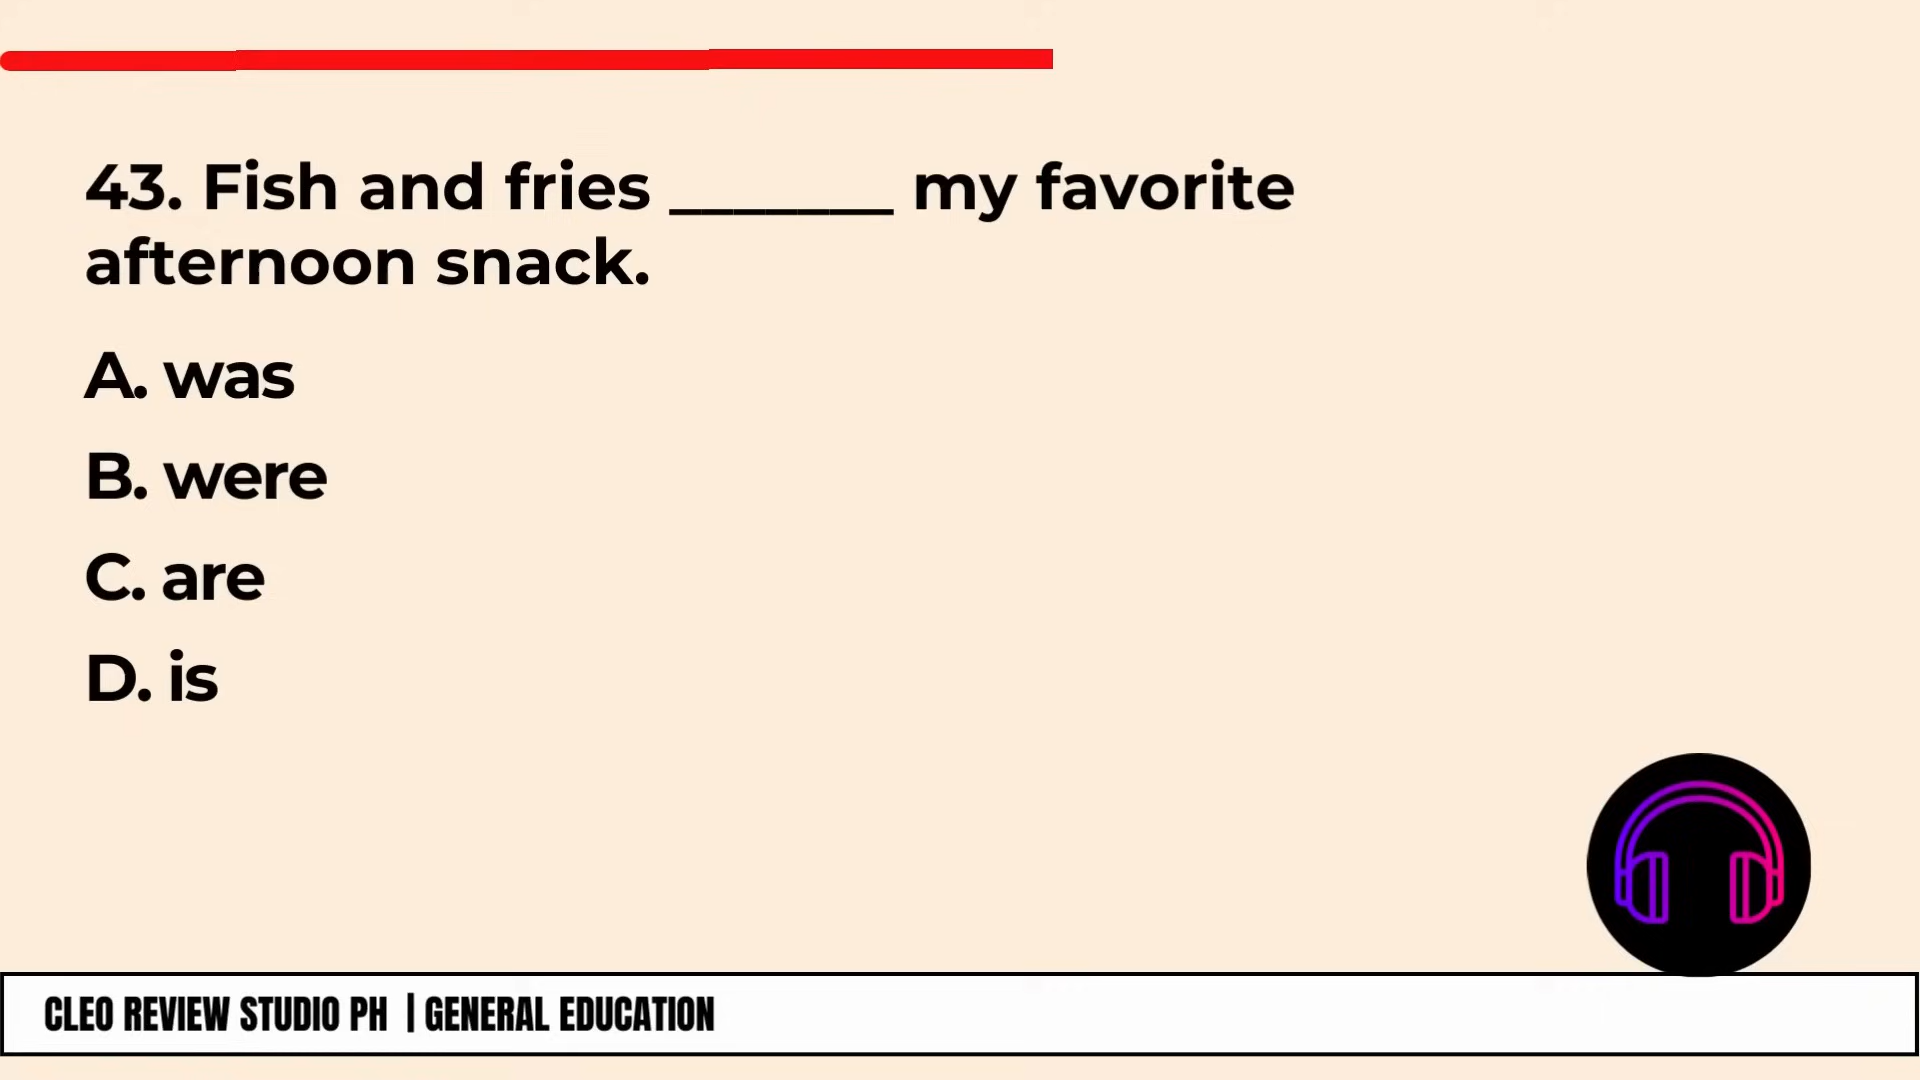 43. Fish and fries _______ my favorite
afternoon snack.
A. was
B. were
C. are
D. is
CLEO REVIEW STUDIO PH | GENERAL EDUCATION